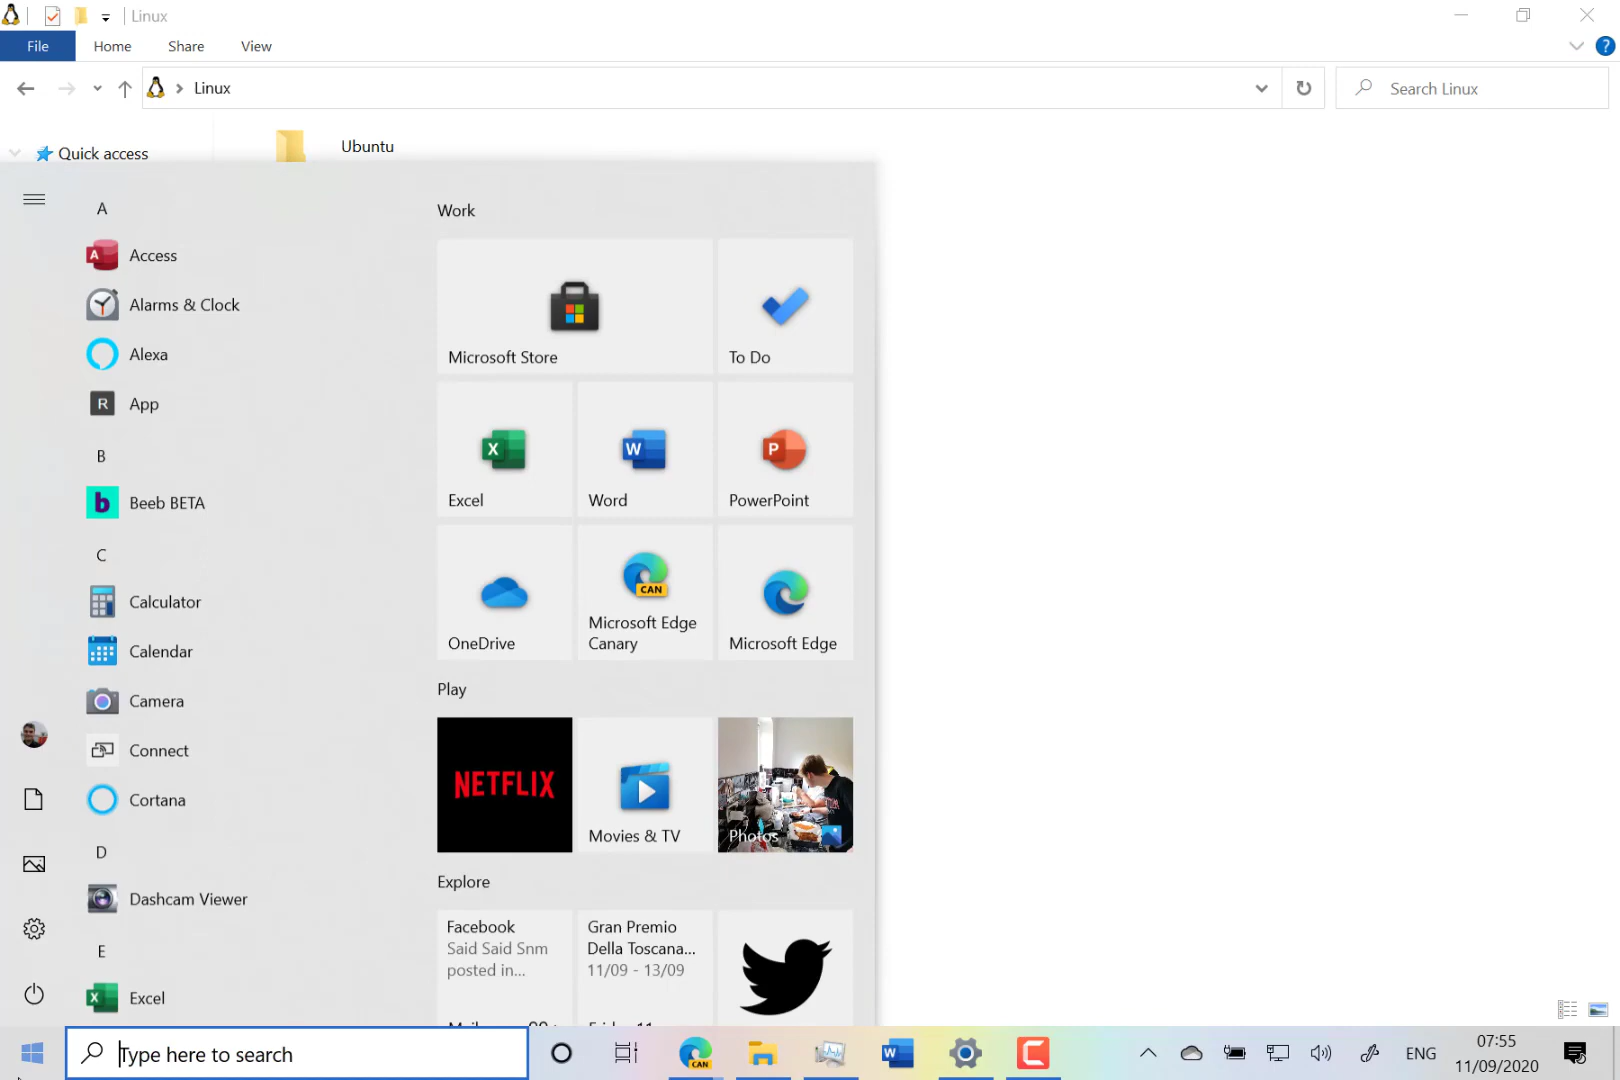 Linux
File Home Share View
Linux
Search Linux
Quick access
Ubuntu
A
Access
Alarms & Clock
Alexa
R App
B
Beeb BETA
C
Calculator
Calendar
Camera
Connect
Cortana
D
Dashcam Viewer
E
Excel
Work
Microsoft Store
To Do
Excel
Word
PowerPoint
OneDrive
CAN
Microsoft Edge
Canary
Microsoft Edge
Play
NETFLIX
Movies & TV
Photos
Explore
Facebook
Said Said Snm
posted in...
Gran Premio
Della Toscana...
11/09 - 13/09
Type here to search
CAN
ENG
07:55
11/09/2020